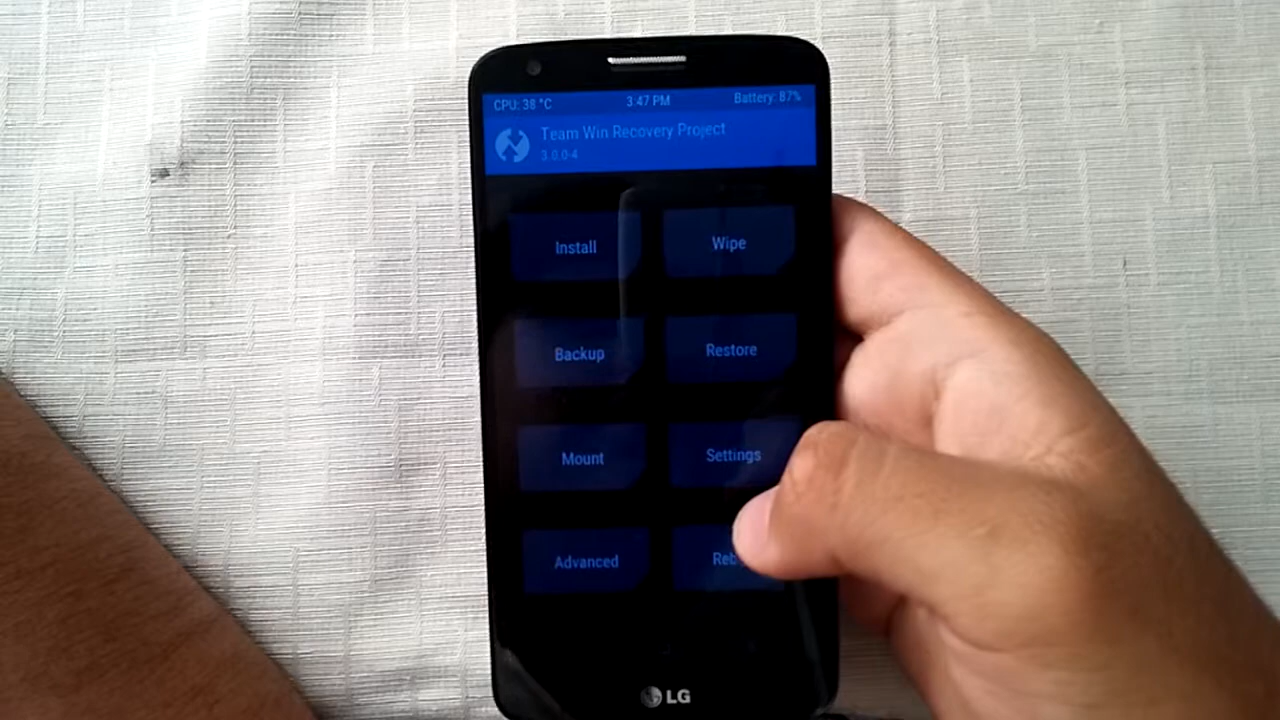 CPU: 38 °C 3:47 PM Battery: 87%
Team Win Recovery Project
3.0.0-4
Install Wipe
Backup Restore
Mount Settings
Advanced Reb
LG